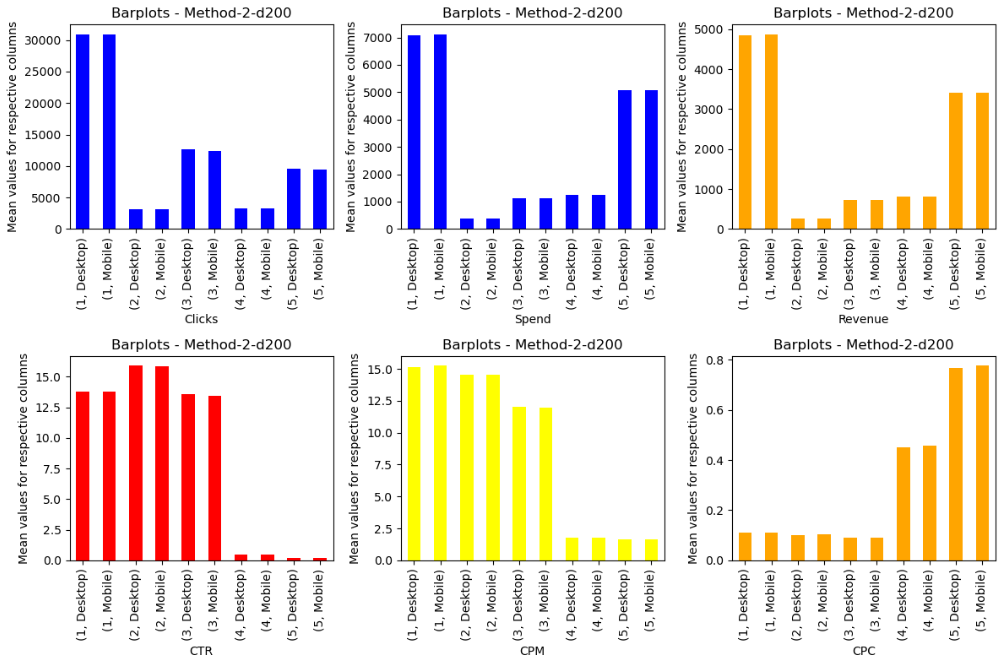 Barplots - Method-2-d200
Mean values for respective columns
30000
25000
20000
15000
10000
5000
0
(1, Desktop)
(1, Mobile)
(2, Desktop)
(2, Mobile)
(3, Desktop)
(3, Mobile)
(4, Desktop)
(4, Mobile)
(5, Desktop)
(5, Mobile)
Clicks
Barplots - Method-2-d200
Mean values for respective columns
7000
6000
5000
4000
3000
2000
1000
0
(1, Desktop)
(1, Mobile)
(2, Desktop)
(2, Mobile)
(3, Desktop)
(3, Mobile)
(4, Desktop)
(4, Mobile)
(5, Desktop)
(5, Mobile)
Spend
Barplots - Method-2-d200
Mean values for respective columns
5000
4000
3000
2000
1000
0
(1, Desktop)
(1, Mobile)
(2, Desktop)
(2, Mobile)
(3, Desktop)
(3, Mobile)
(4, Desktop)
(4, Mobile)
(5, Desktop)
(5, Mobile)
Revenue
Barplots - Method-2-d200
Mean values for respective columns
15.0
12.5
10.0
7.5
5.0
2.5
0.0
(1, Desktop)
(1, Mobile)
(2, Desktop)
(2, Mobile)
(3, Desktop)
(3, Mobile)
(4, Desktop)
(4, Mobile)
(5, Desktop)
(5, Mobile)
CTR
Barplots - Method-2-d200
Mean values for respective columns
15.0
12.5
10.0
7.5
5.0
2.5
0.0
(1, Desktop)
(1, Mobile)
(2, Desktop)
(2, Mobile)
(3, Desktop)
(3, Mobile)
(4, Desktop)
(4, Mobile)
(5, Desktop)
(5, Mobile)
CPM
Barplots - Method-2-d200
Mean values for respective columns
0.8
0.6
0.4
0.2
0.0
(1, Desktop)
(1, Mobile)
(2, Desktop)
(2, Mobile)
(3, Desktop)
(3, Mobile)
(4, Desktop)
(4, Mobile)
(5, Desktop)
(5, Mobile)
CPC